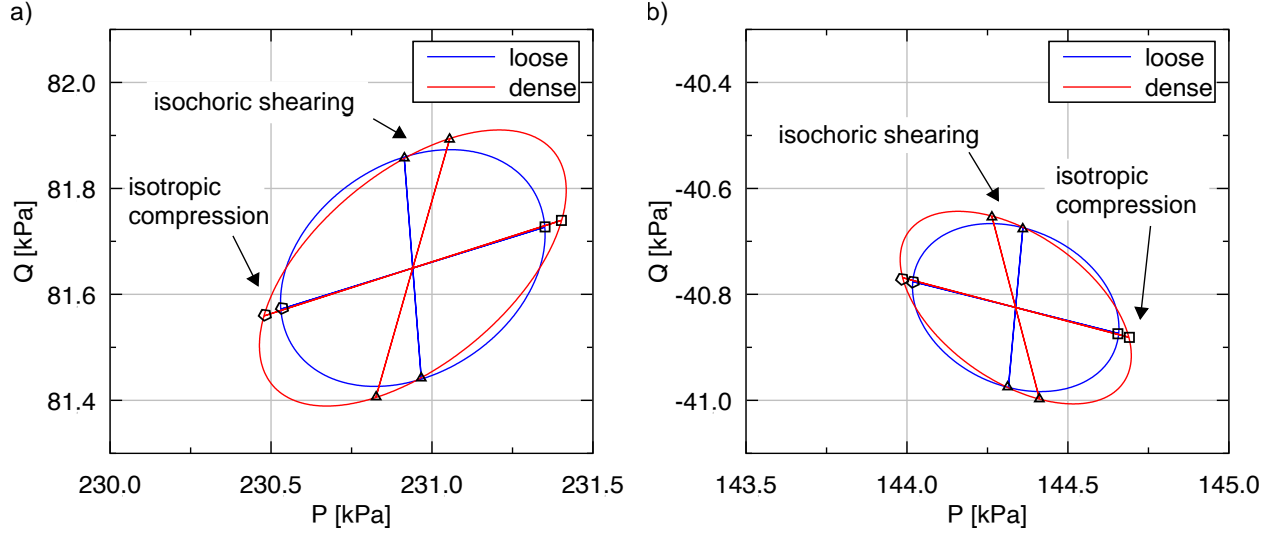 a)
82.0
81.8
81.6
81.4
Q [kPa]
loose
dense
isochoric shearing
isotropic
compression
230.0
230.5
231.0
231.5
P [kPa]
b)
-40.4
-40.6
-40.8
-41.0
Q [kPa]
loose
dense
isochoric shearing
isotropic
compression
143.5
144.0
144.5
145.0
P [kPa]